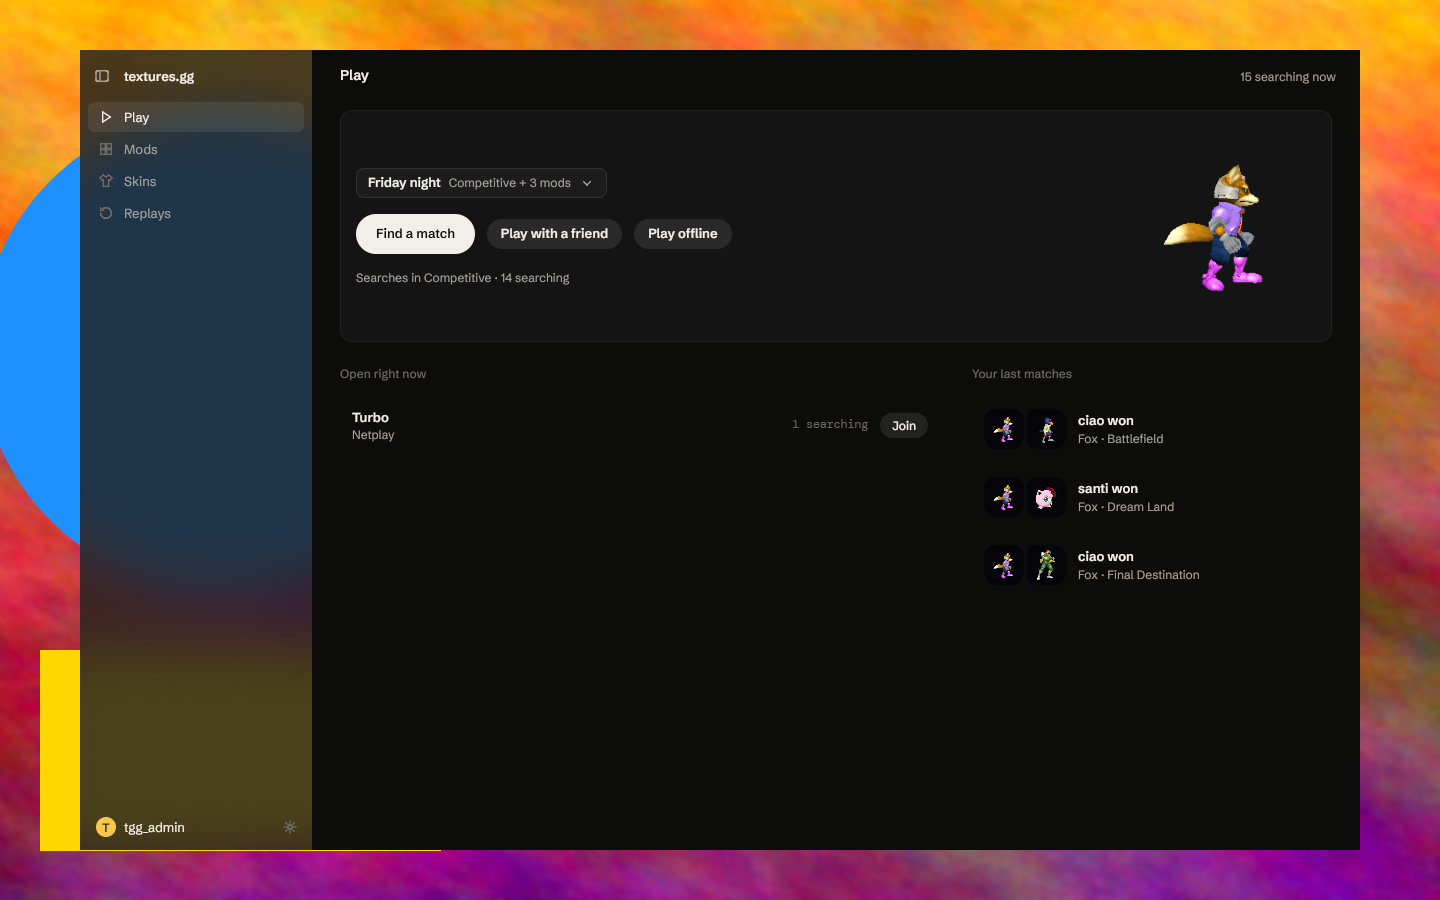 textures.gg
Play
Mods
Skins
Replays
T tgg_admin
Play
15 searching now
Friday night Competitive + 3 mods
Find a match Play with a friend Play offline
Searches in Competitive · 14 searching
Open right now
Turbo
Netplay
1 searching Join
Your last matches
ciao won
Fox · Battlefield
santi won
Fox · Dream Land
ciao won
Fox · Final Destination